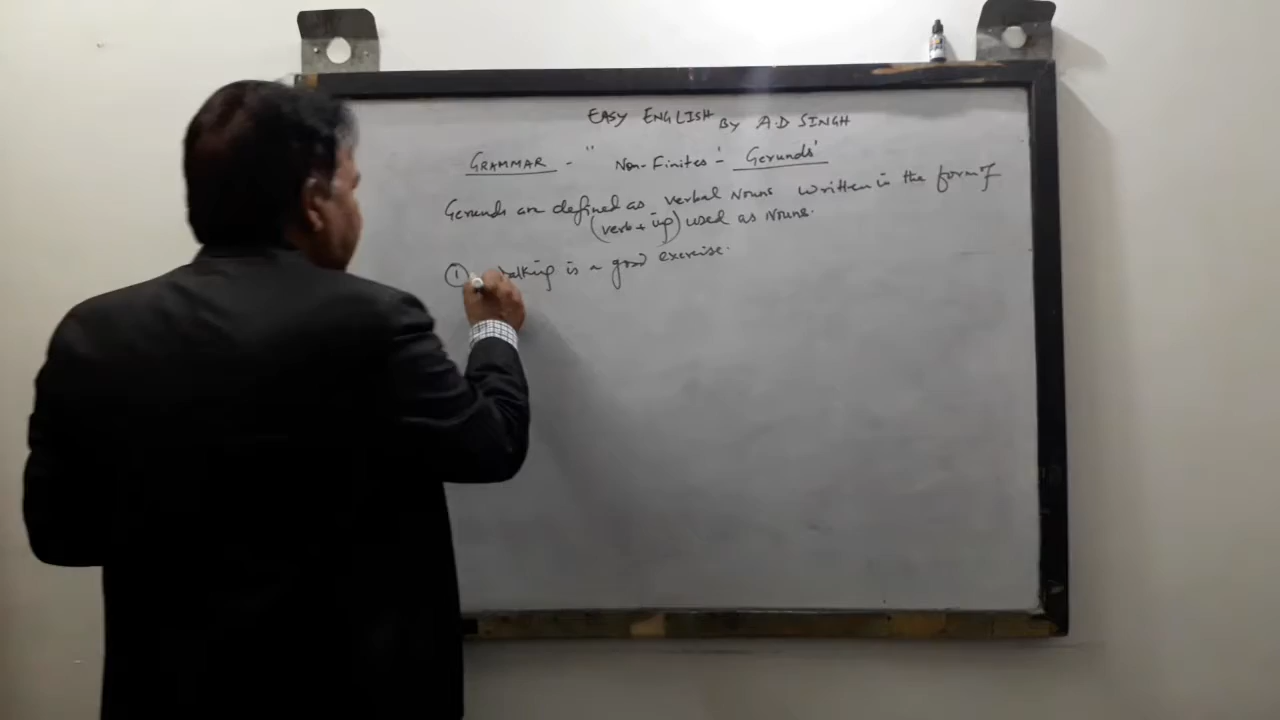 EASY ENGLISH BY A.D SINGH
GRAMMAR - " Non-Finites - 'Gerunds'
Gerunds are defined as verbal Nouns written in the form of
(verb + ing) used as Nouns.
① Walking is a good exercise.